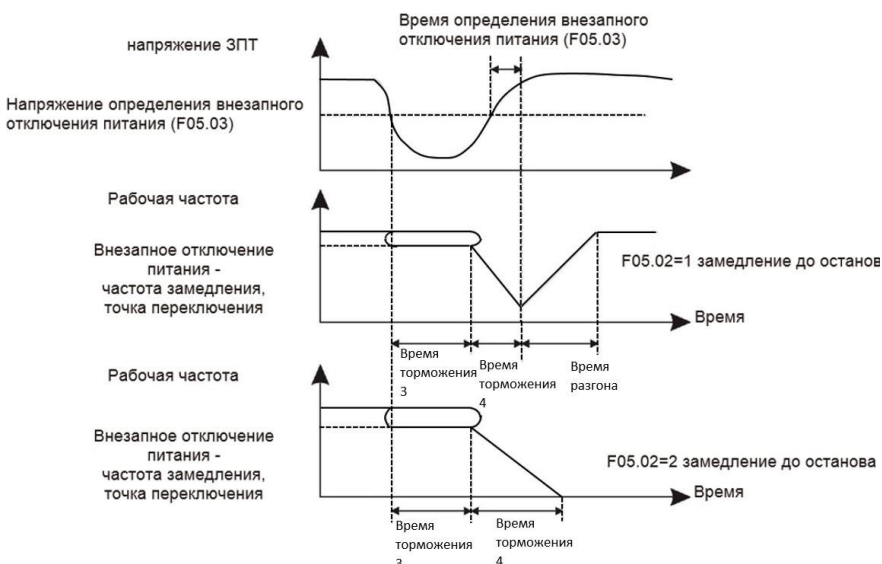 Время определения внезапного
отключения питания (F05.03)
напряжение ЗПТ
Напряжение определения внезапного
отключения питания (F05.03)
Рабочая частота
Внезапное отключение
питания -
частота замедления,
точка переключения
F05.02=1 замедление до останов
Время
Время
торможения
3
Время
торможения
4
Время
разгона
Рабочая частота
Внезапное отключение
питания -
частота замедления,
точка переключения
F05.02=2 замедление до останова
Время
Время
торможения
3
Время
торможения
4